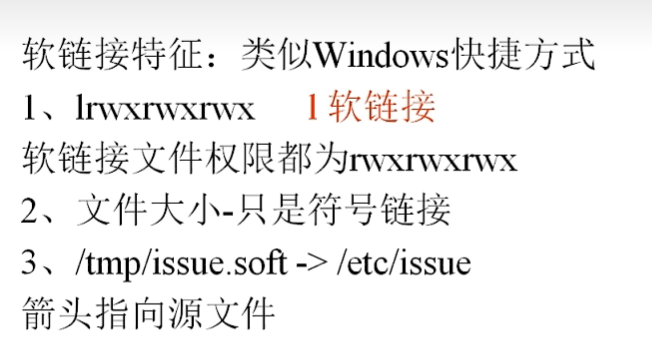 软链接特征：类似Windows快捷方式
1、lrwxrwxrwx l 软链接
软链接文件权限都为rwxrwxrwx
2、文件大小-只是符号链接
3、/tmp/issue.soft -> /etc/issue
箭头指向源文件